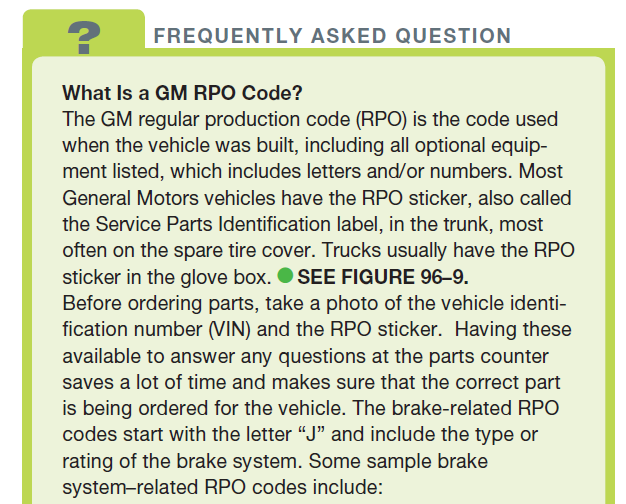 ?
FREQUENTLY ASKED QUESTION
What Is a GM RPO Code?
The GM regular production code (RPO) is the code used
when the vehicle was built, including all optional equip-
ment listed, which includes letters and/or numbers. Most
General Motors vehicles have the RPO sticker, also called
the Service Parts Identification label, in the trunk, most
often on the spare tire cover. Trucks usually have the RPO
sticker in the glove box. ● SEE FIGURE 96–9.
Before ordering parts, take a photo of the vehicle identi-
fication number (VIN) and the RPO sticker.  Having these
available to answer any questions at the parts counter
saves a lot of time and makes sure that the correct part
is being ordered for the vehicle. The brake-related RPO
codes start with the letter “J” and include the type or
rating of the brake system. Some sample brake
system–related RPO codes include: